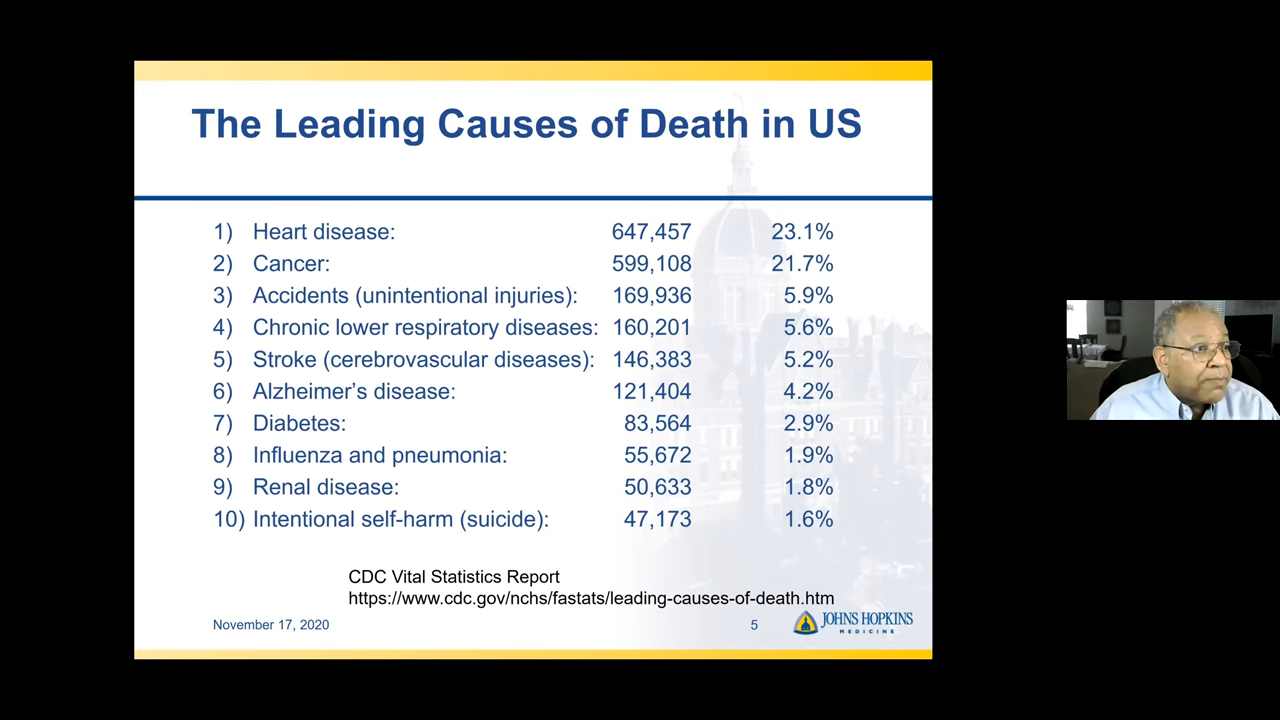 The Leading Causes of Death in US
1) Heart disease: 647,457 23.1%
2) Cancer: 599,108 21.7%
3) Accidents (unintentional injuries): 169,936 5.9%
4) Chronic lower respiratory diseases: 160,201 5.6%
5) Stroke (cerebrovascular diseases): 146,383 5.2%
6) Alzheimer’s disease: 121,404 4.2%
7) Diabetes: 83,564 2.9%
8) Influenza and pneumonia: 55,672 1.9%
9) Renal disease: 50,633 1.8%
10) Intentional self-harm (suicide): 47,173 1.6%
CDC Vital Statistics Report
https://www.cdc.gov/nchs/fastats/leading-causes-of-death.htm
November 17, 2020 5 JOHNS HOPKINS
MEDICINE